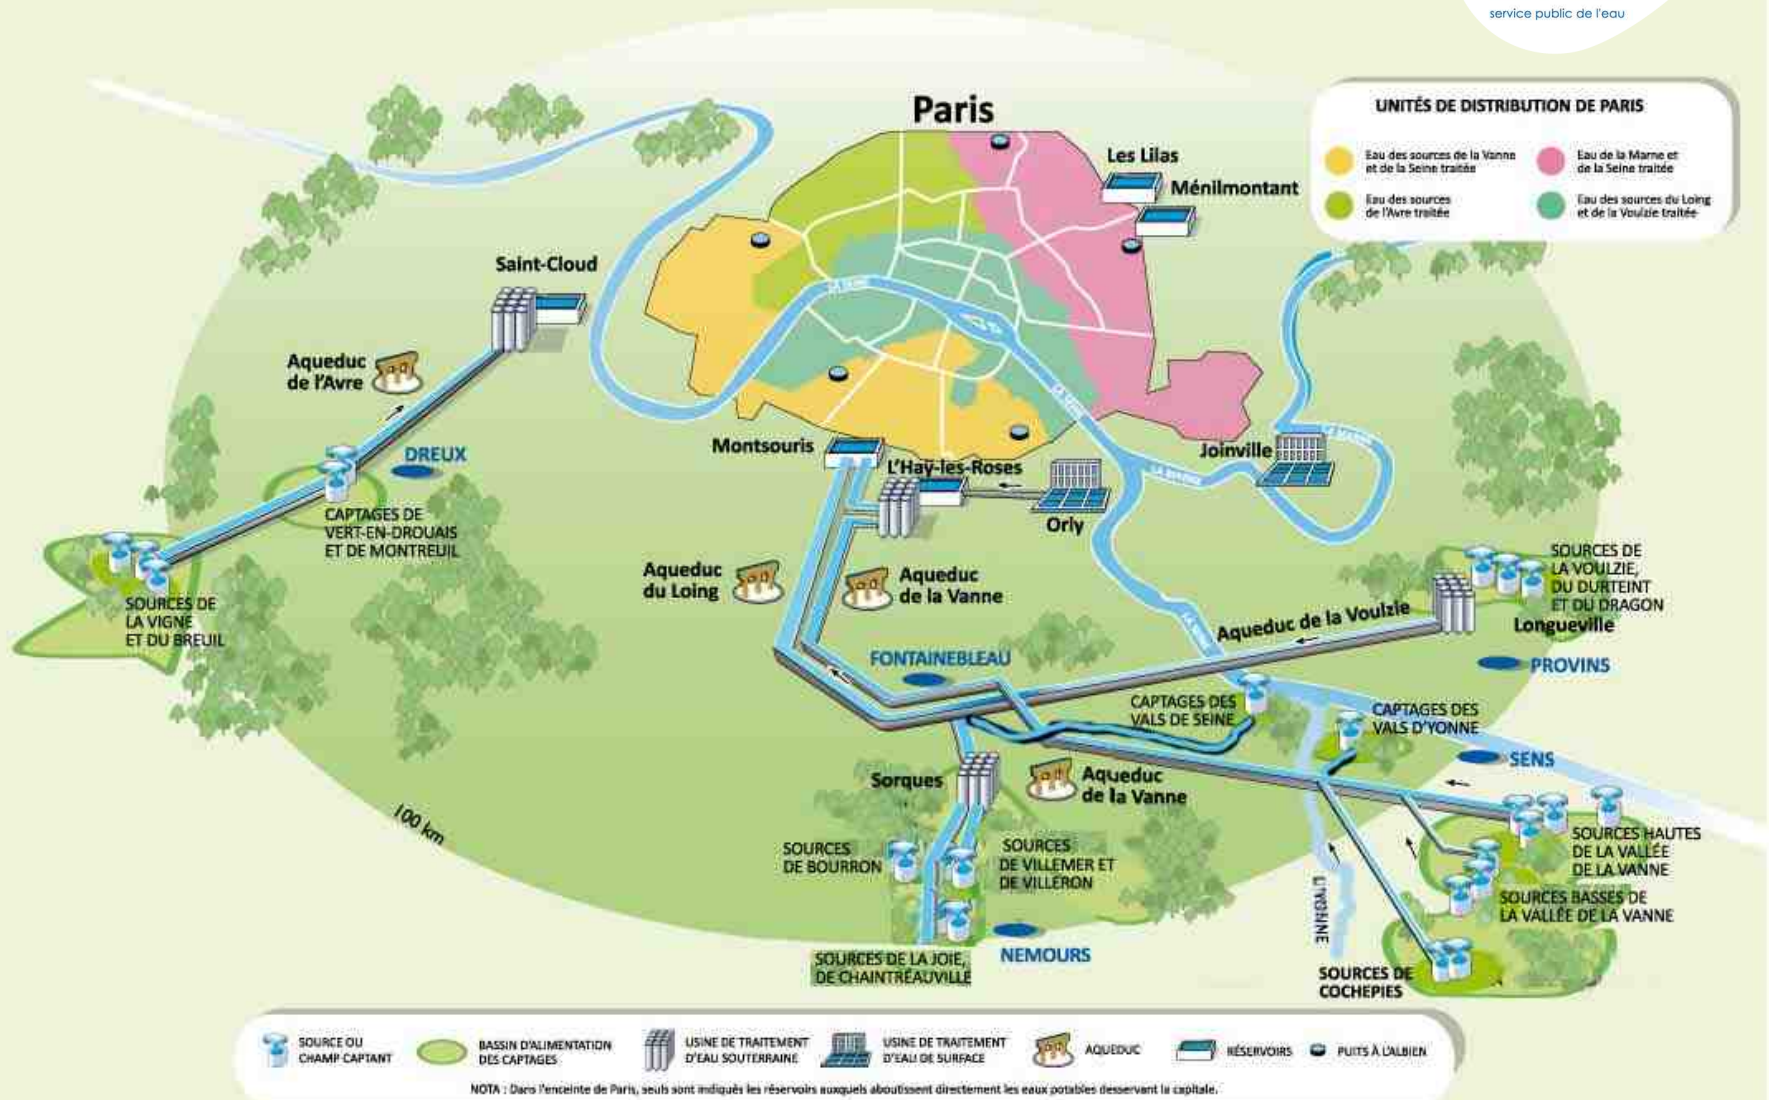 service public de l'eau
Paris
UNITÉS DE DISTRIBUTION DE PARIS
Eau des sources de la Vanne
et de la Seine traitée
Eau de la Marne et
de la Seine traitée
Eau des sources
de l'Avre traitée
Eau des sources du Loing
et de la Voulzie traitée
Les Lilas
Ménilmontant
Saint-Cloud
LA SEINE
Aqueduc
de l'Avre
DREUX
CAPTAGES DE
VERT-EN-DROUAIS
ET DE MONTREUIL
SOURCES DE
LA VIGNE
ET DU BREUIL
LA SEINE
Montsouris
L'Haÿ-les-Roses
Orly
Joinville
LA MARNE
LA MARNE
Aqueduc
du Loing
Aqueduc
de la Vanne
SOURCES DE
LA VOULZIE,
DU DURTEINT
ET DU DRAGON
Longueville
Aqueduc de la Voulzie
LA SEINE
PROVINS
FONTAINEBLEAU
CAPTAGES DES
VALS DE SEINE
CAPTAGES DES
VALS D'YONNE
SENS
Sorques
Aqueduc
de la Vanne
100 km
SOURCES
DE BOURRON
SOURCES
DE VILLEMER ET
DE VILLERON
SOURCES HAUTES
DE LA VALLÉE
DE LA VANNE
SOURCES BASSES DE
LA VALLÉE DE LA VANNE
L'YONNE
SOURCES DE LA JOIE,
DE CHAINTRÉAUVILLE
NEMOURS
SOURCES DE
COCHEPIES
SOURCE OU
CHAMP CAPTANT
BASSIN D'ALIMENTATION
DES CAPTAGES
USINE DE TRAITEMENT
D'EAU SOUTERRAINE
USINE DE TRAITEMENT
D'EAU DE SURFACE
AQUEDUC
RÉSERVOIRS
PUITS À L'ALBIEN
NOTA : Dans l'enceinte de Paris, seuls sont indiqués les réservoirs auxquels aboutissent directement les eaux potables desservant la capitale.